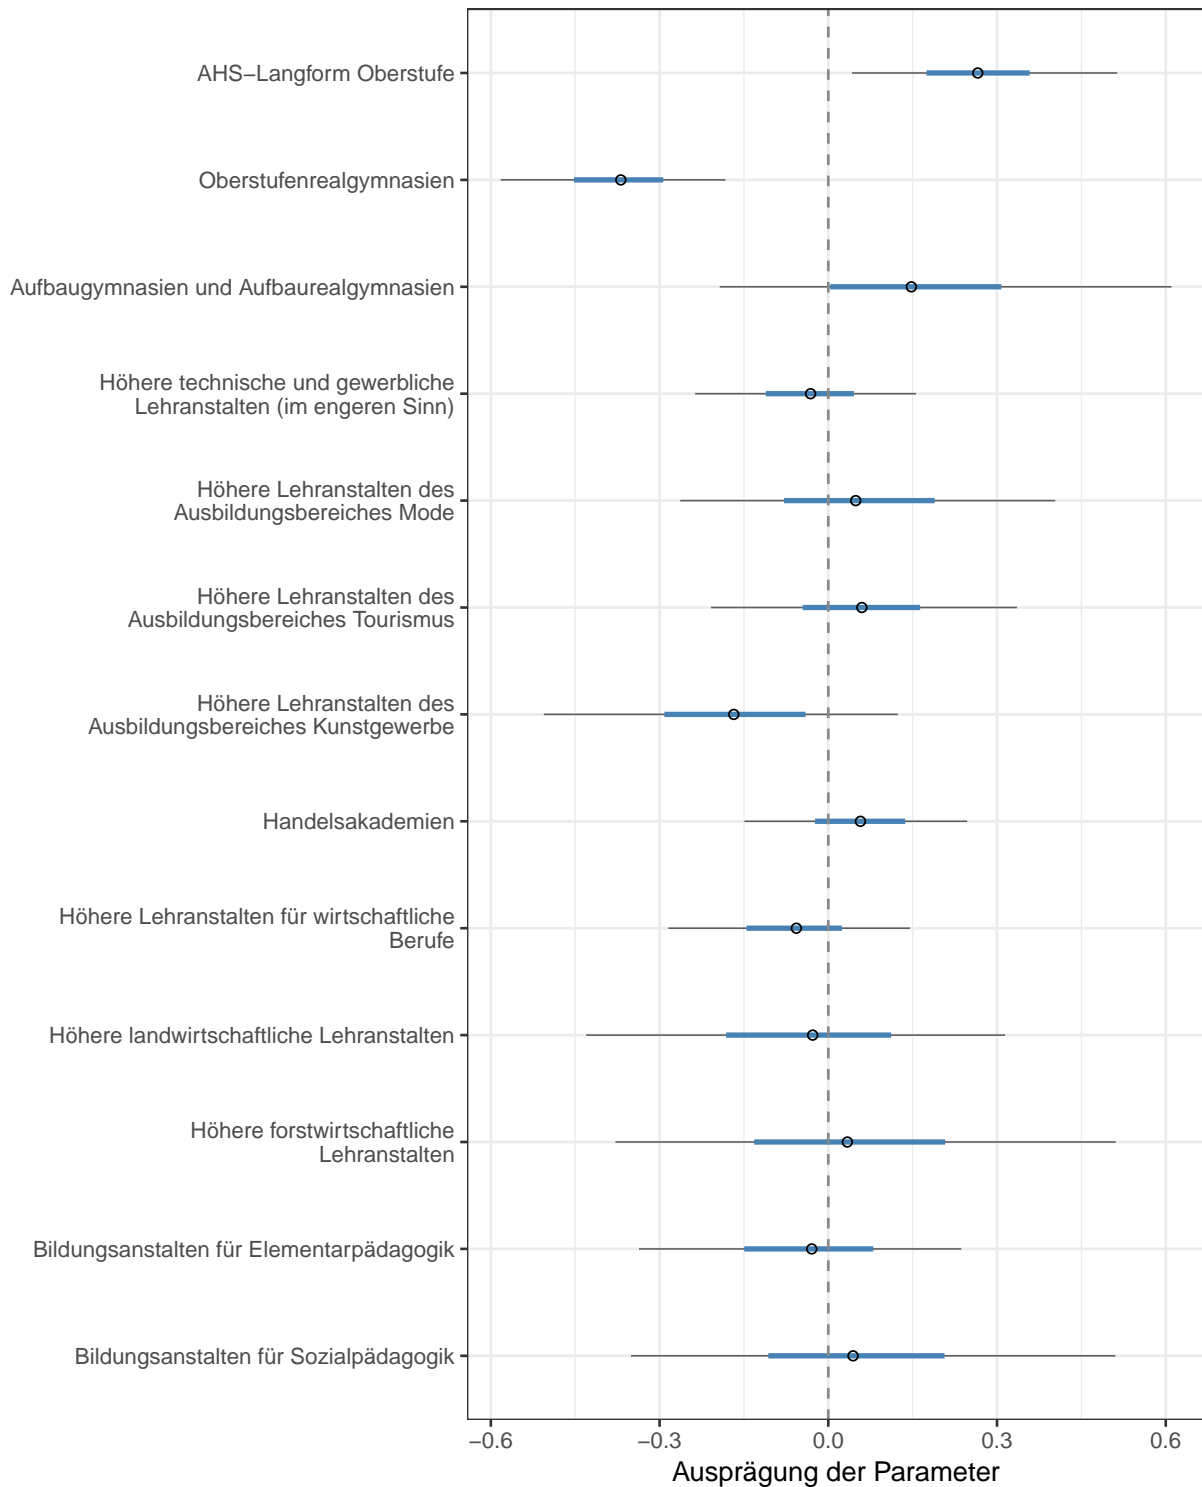 AHS−Langform Oberstufe
Oberstufenrealgymnasien
Aufbaugymnasien und Aufbaurealgymnasien
Höhere technische und gewerbliche
Lehranstalten (im engeren Sinn)
Höhere Lehranstalten des
Ausbildungsbereiches Mode
Höhere Lehranstalten des
Ausbildungsbereiches Tourismus
Höhere Lehranstalten des
Ausbildungsbereiches Kunstgewerbe
Handelsakademien
Höhere Lehranstalten für wirtschaftliche
Berufe
Höhere landwirtschaftliche Lehranstalten
Höhere forstwirtschaftliche
Lehranstalten
Bildungsanstalten für Elementarpädagogik
Bildungsanstalten für Sozialpädagogik
−0.6 −0.3 0.0 0.3 0.6
Ausprägung der Parameter